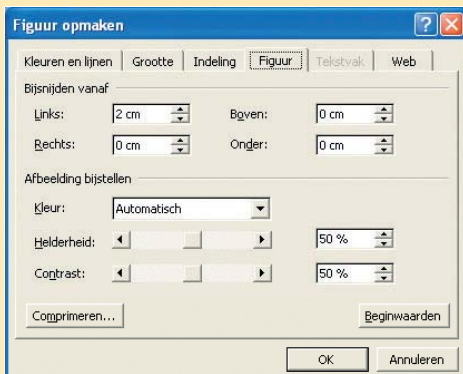 Figuur opmaken
Kleuren en lijnen Grootte Indeling Figuur Tekstvak Web
Bijsnijden vanaf
Links: 2 cm Boven: 0 cm
Rechts: 0 cm Onder: 0 cm
Afbeelding bijstellen
Kleur: Automatisch
Helderheid: 50 %
Contrast: 50 %
Comprimeren... Beginwaarden
OK Annuleren